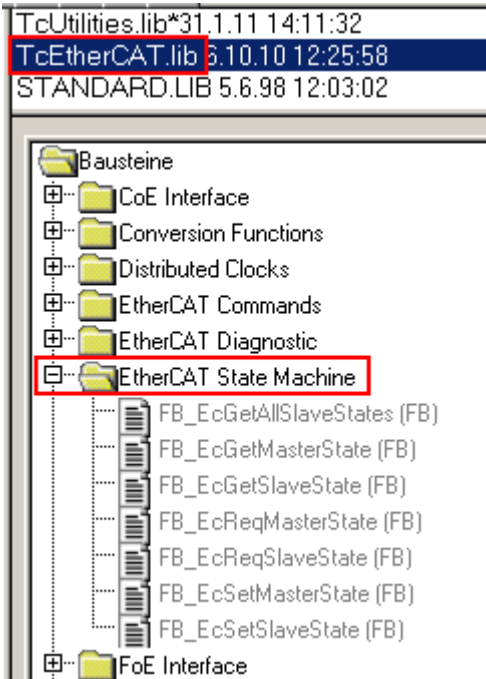 TcUtilities.lib*31.1.11 14:11:32
TcEtherCAT.lib 6.10.10 12:25:58
STANDARD.LIB 5.6.98 12:03:02
Bausteine
CoE Interface
Conversion Functions
Distributed Clocks
EtherCAT Commands
EtherCAT Diagnostic
EtherCAT State Machine
FB_EcGetAllSlaveStates (FB)
FB_EcGetMasterState (FB)
FB_EcGetSlaveState (FB)
FB_EcReqMasterState (FB)
FB_EcReqSlaveState (FB)
FB_EcSetMasterState (FB)
FB_EcSetSlaveState (FB)
FoE Interface